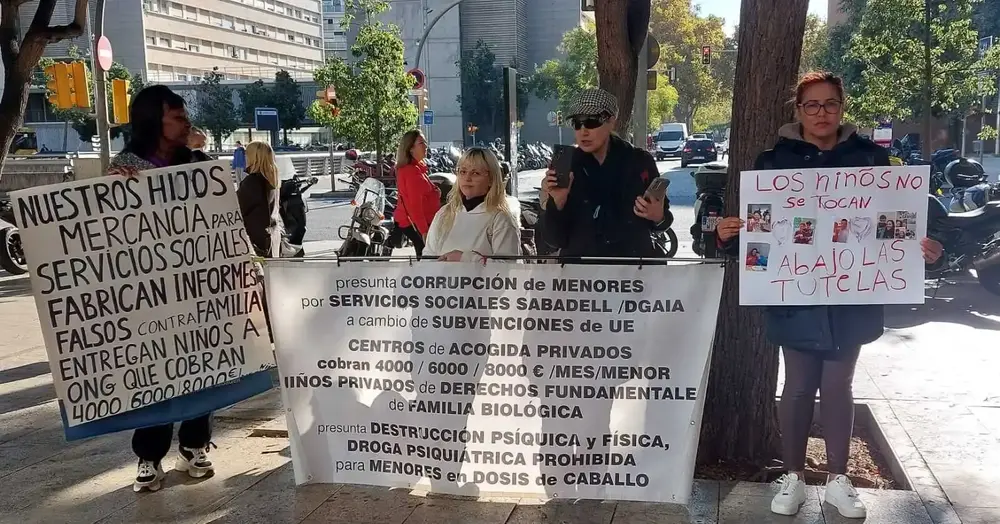 NUESTROS HIJOS
MERCANCÍA PARA
SERVICIOS SOCIALES
FABRICAN INFORMES
FALSOS CONTRA FAMILIA
ENTREGAN NIÑOS A
ONG QUE COBRAN
4000 6000/8000€/
presunta CORRUPCIÓN de MENORES
por SERVICIOS SOCIALES SABADELL /DGAIA
a cambio de SUBVENCIONES de UE
CENTROS de ACOGIDA PRIVADOS
cobran 4000 / 6000 / 8000 € /MES/MENOR
NIÑOS PRIVADOS de DERECHOS FUNDAMENTALE
de FAMILIA BIOLÓGICA
presunta DESTRUCCIÓN PSÍQUICA y FÍSICA,
DROGA PSIQUIÁTRICA PROHIBIDA
para MENORES en DOSIS de CABALLO
LOS NIÑOS NO
Se TOCAN
ABAJO LAS
TUTELAS